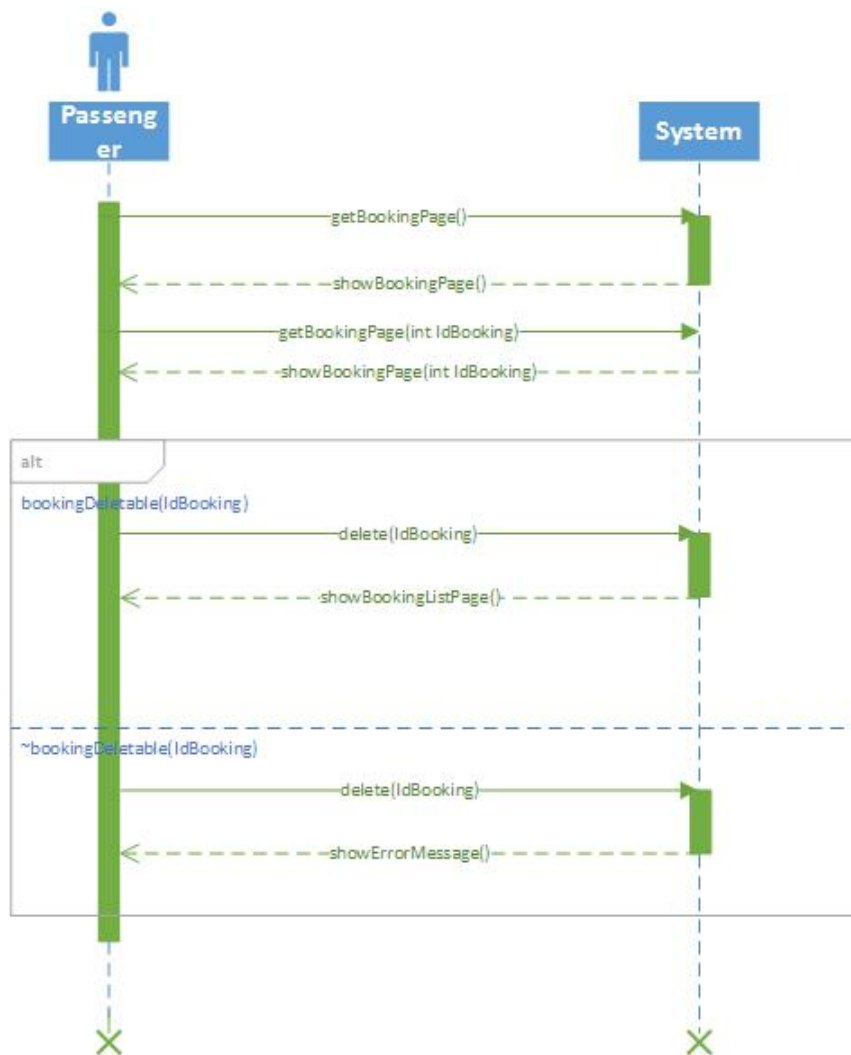 Passeng
er
System
getBookingPage()
showBookingPage()
getBookingPage(int IdBooking)
showBookingPage(int IdBooking)
alt
bookingDeletable(IdBooking)
delete(IdBooking)
showBookingListPage()
~bookingDeletable(IdBooking)
delete(IdBooking)
showErrorMessage()